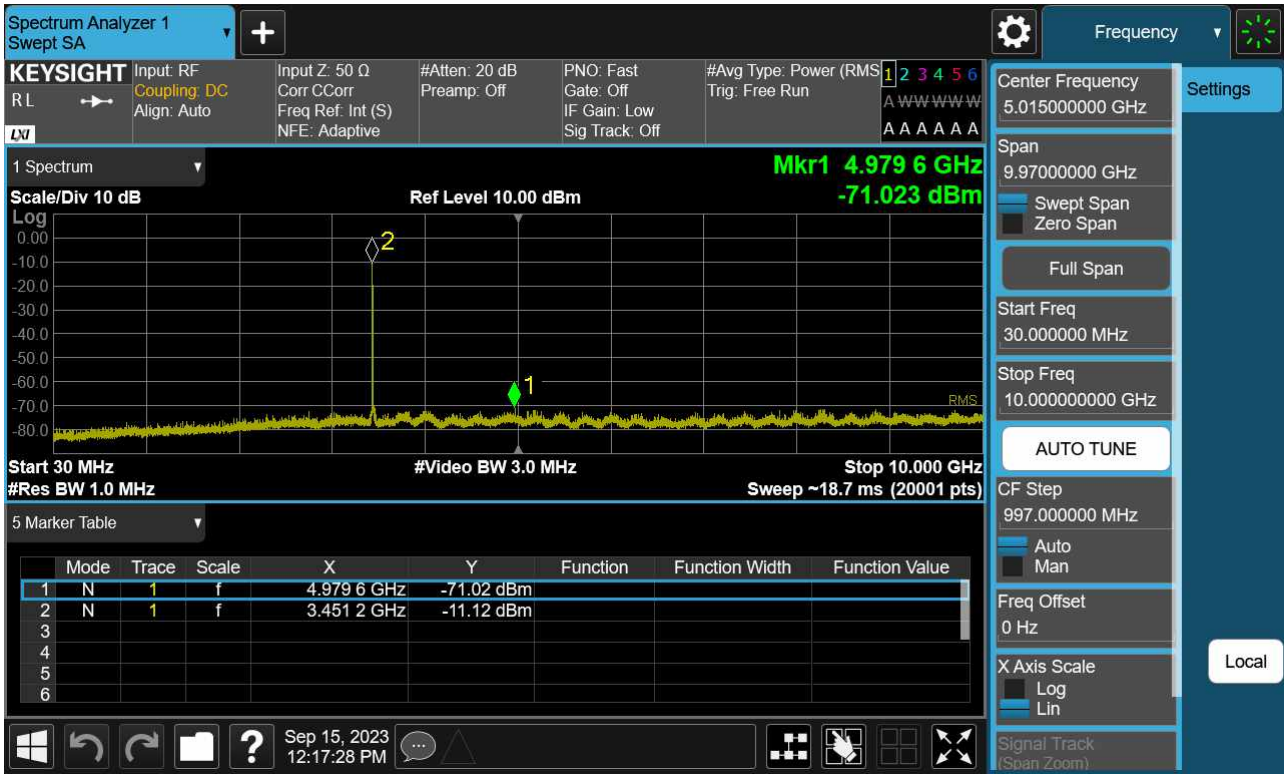 Spectrum Analyzer 1
Swept SA
+
Frequency
KEYSIGHT
RL
LXI
Input: RF
Coupling: DC
Align: Auto
Input Z: 50 Ω
Corr CCorr
Freq Ref: Int (S)
NFE: Adaptive
#Atten: 20 dB
Preamp: Off
PNO: Fast
Gate: Off
IF Gain: Low
Sig Track: Off
#Avg Type: Power (RMS
Trig: Free Run
1 2 3 4 5 6
A W W W W W
A A A A A A
1 Spectrum
Mkr1 4.979 6 GHz
Scale/Div 10 dB
Ref Level 10.00 dBm
-71.023 dBm
Log
0.00
-10.0
-20.0
-30.0
-40.0
-50.0
-60.0
-70.0
-80.0
2
1
RMS
Start 30 MHz
#Video BW 3.0 MHz
Stop 10.000 GHz
#Res BW 1.0 MHz
Sweep ~18.7 ms (20001 pts)
5 Marker Table
Mode Trace Scale X Y Function Function Width Function Value
1 N 1 f 4.979 6 GHz -71.02 dBm
2 N 1 f 3.451 2 GHz -11.12 dBm
3
4
5
6
?
Sep 15, 2023
12:17:28 PM
Center Frequency
5.015000000 GHz
Span
9.97000000 GHz
Swept Span
Zero Span
Full Span
Start Freq
30.000000 MHz
Stop Freq
10.000000000 GHz
AUTO TUNE
CF Step
997.000000 MHz
Auto
Man
Freq Offset
0 Hz
X Axis Scale
Log
Lin
Signal Track
(Span Zoom)
Settings
Local